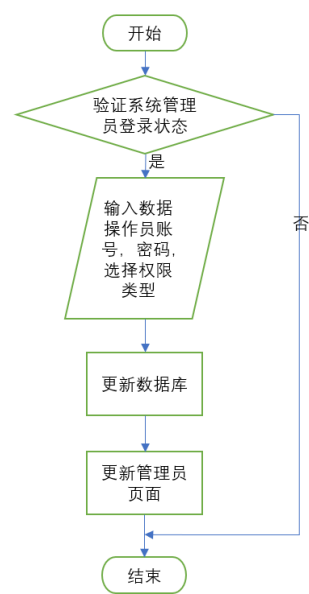 开始
验证系统管理
员登录状态
是
输入数据
操作员账
号，密码，
选择权限
类型
否
更新数据库
更新管理员
页面
结束